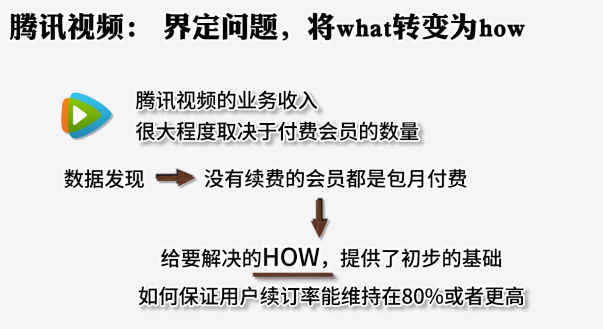 腾讯视频： 界定问题，将what转变为how
腾讯视频的业务收入
很大程度取决于付费会员的数量
数据发现 没有续费的会员都是包月付费
给要解决的HOW，提供了初步的基础
如何保证用户续订率能维持在80%或者更高